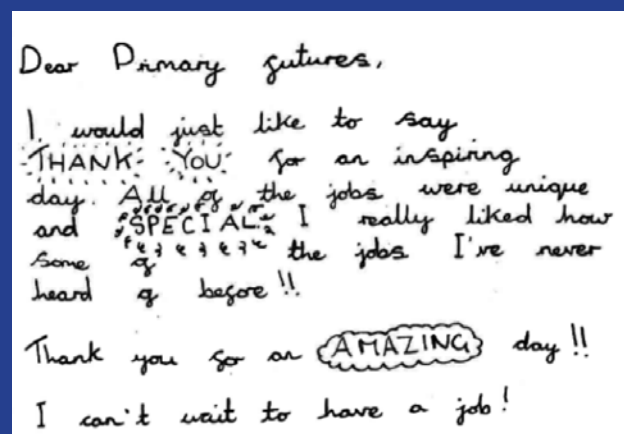 Dear Primary futures,
I would just like to say
THANK YOU for an inspiring
day. All of the jobs were unique
and SPECIAL I really liked how
some of the jobs I've never
heard of before!!
Thank you for an AMAZING day!!
I can't wait to have a job!